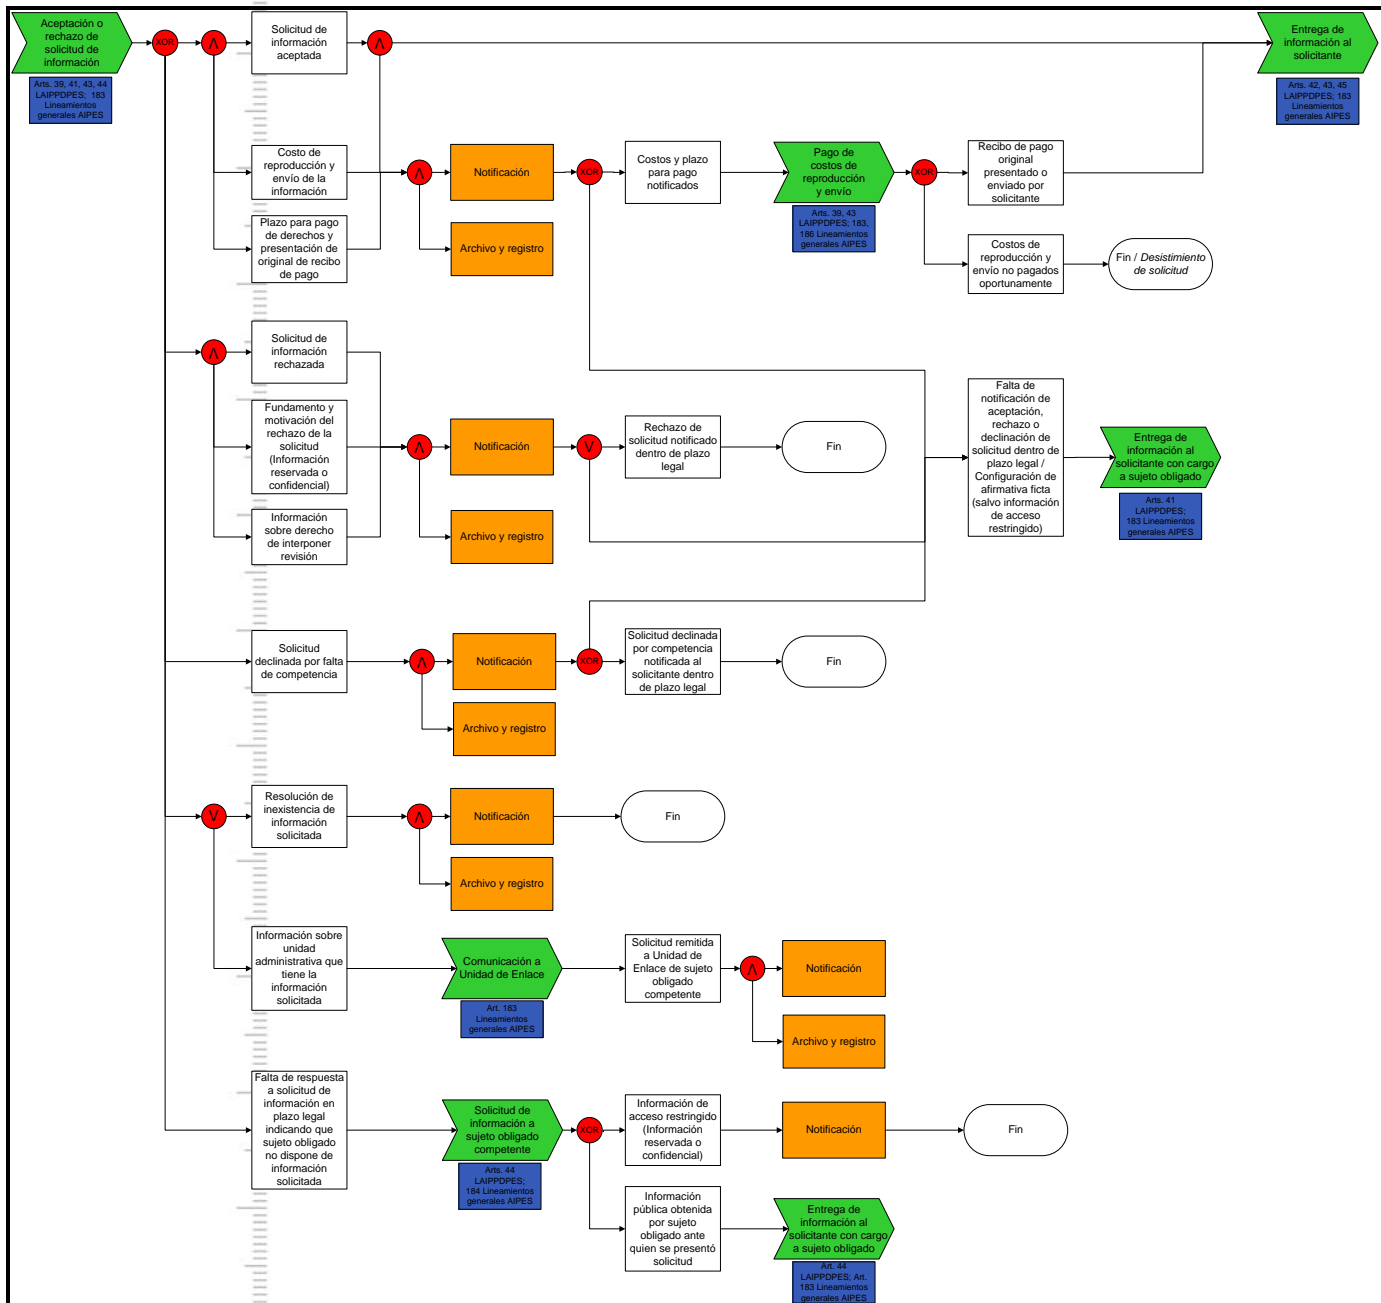 Aceptación o
rechazo de
solicitud de
información
Arts. 39, 41, 43, 44
LAIPPDPES; 183
Lineamientos
generales AIPES
XOR
Λ
Solicitud de
información
aceptada
Λ
Entrega de
información al
solicitante
Arts. 42, 43, 45
LAIPPDPES; 183
Lineamientos
generales AIPES
Costo de
reproducción y
envío de la
información
Λ
Notificación
XOR
Costos y plazo
para pago
notificados
Pago de
costos de
reproducción
y envío
Arts. 39, 43
LAIPPDPES; 183,
186 Lineamientos
generales AIPES
XOR
Recibo de pago
original
presentado o
enviado por
solicitante
Plazo para pago
de derechos y
presentación de
original de recibo
de pago
Archivo y registro
Costos de
reproducción y
envío no pagados
oportunamente
Fin / Desistimiento
de solicitud
Λ
Solicitud de
información
rechazada
Fundamento y
motivación del
rechazo de la
solicitud
(Información
reservada o
confidencial)
Λ
Notificación
V
Rechazo de
solicitud notificado
dentro de plazo
legal
Fin
Falta de
notificación de
aceptación,
rechazo o
declinación de
solicitud dentro de
plazo legal /
Configuración de
afirmativa ficta
(salvo información
de acceso
restringido)
Entrega de
información al
solicitante con cargo
a sujeto obligado
Arts. 41
LAIPPDPES;
183 Lineamientos
generales AIPES
Información
sobre derecho
de interponer
revisión
Archivo y registro
Solicitud
declinada por falta
de competencia
Λ
Notificación
XOR
Solicitud declinada
por competencia
notificada al
solicitante dentro
de plazo legal
Fin
Archivo y registro
V
Resolución de
inexistencia de
información
solicitada
Λ
Notificación
Fin
Archivo y registro
Información sobre
unidad
administrativa que
tiene la
información
solicitada
Comunicación a
Unidad de Enlace
Art. 183
Lineamientos
generales AIPES
Solicitud remitida
a Unidad de
Enlace de sujeto
obligado
competente
Λ
Notificación
Archivo y registro
Falta de respuesta
a solicitud de
información en
plazo legal
indicando que
sujeto obligado
no dispone de
información
solicitada
Solicitud de
información a
sujeto obligado
competente
Arts. 44
LAIPPDPES;
184 Lineamientos
generales AIPES
XOR
Información de
acceso restringido
(Información
reservada o
confidencial)
Notificación
Fin
Información
pública obtenida
por sujeto
obligado ante
quien se presentó
solicitud
Entrega de
información al
solicitante con cargo
a sujeto obligado
Art. 44
LAIPPDPES; Art.
183 Lineamientos
generales AIPES